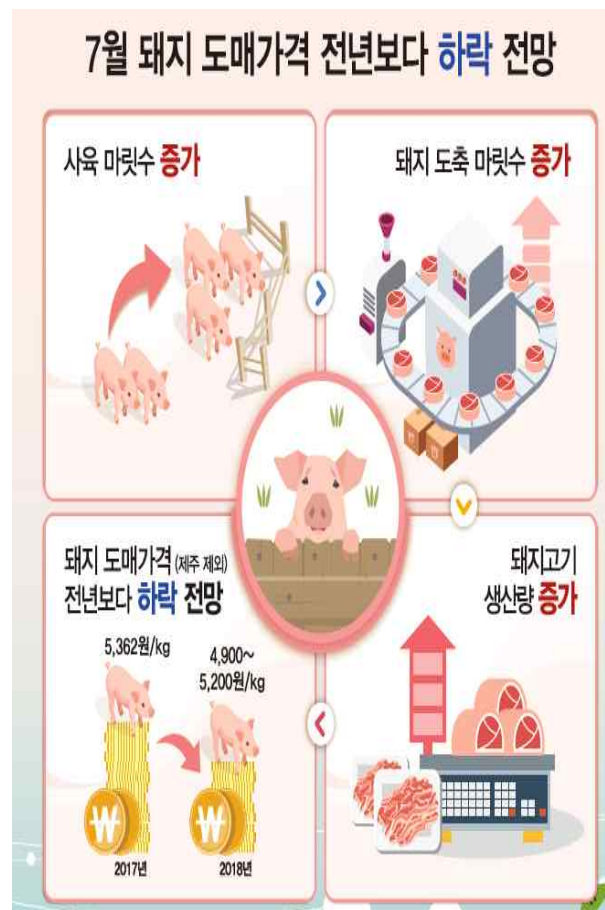 7월 돼지 도매가격 전년보다 하락 전망
사육 마릿수 증가
돼지 도축 마릿수 증가
돼지고기
생산량 증가
돼지 도매가격 (제주 제외)
전년보다 하락 전망
5,362원/kg
4,900~
5,200원/kg
₩
₩
2017년
2018년